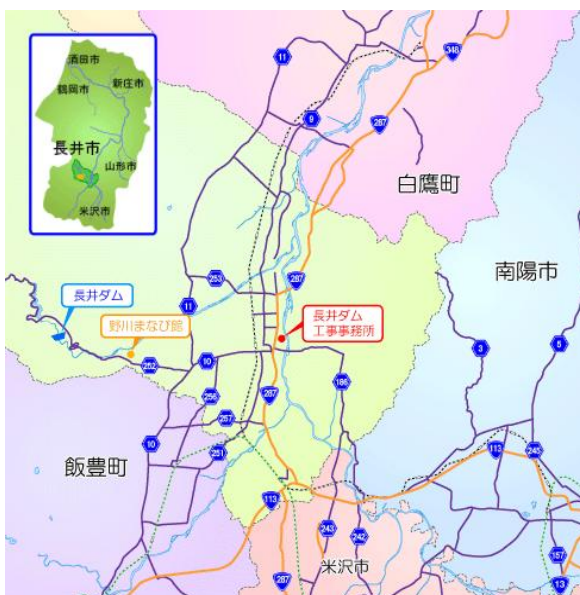 酒田市
新庄市
鶴岡市
長井市
山形市
米沢市
11
348
9
287
白鷹町
南陽市
253
287
長井ダム
11
野川まなび館
長井ダム
工事事務所
3
5
252
10
186
256
287
257
10
251
飯豊町
113
245
113
243
242
157
米沢市
287
13